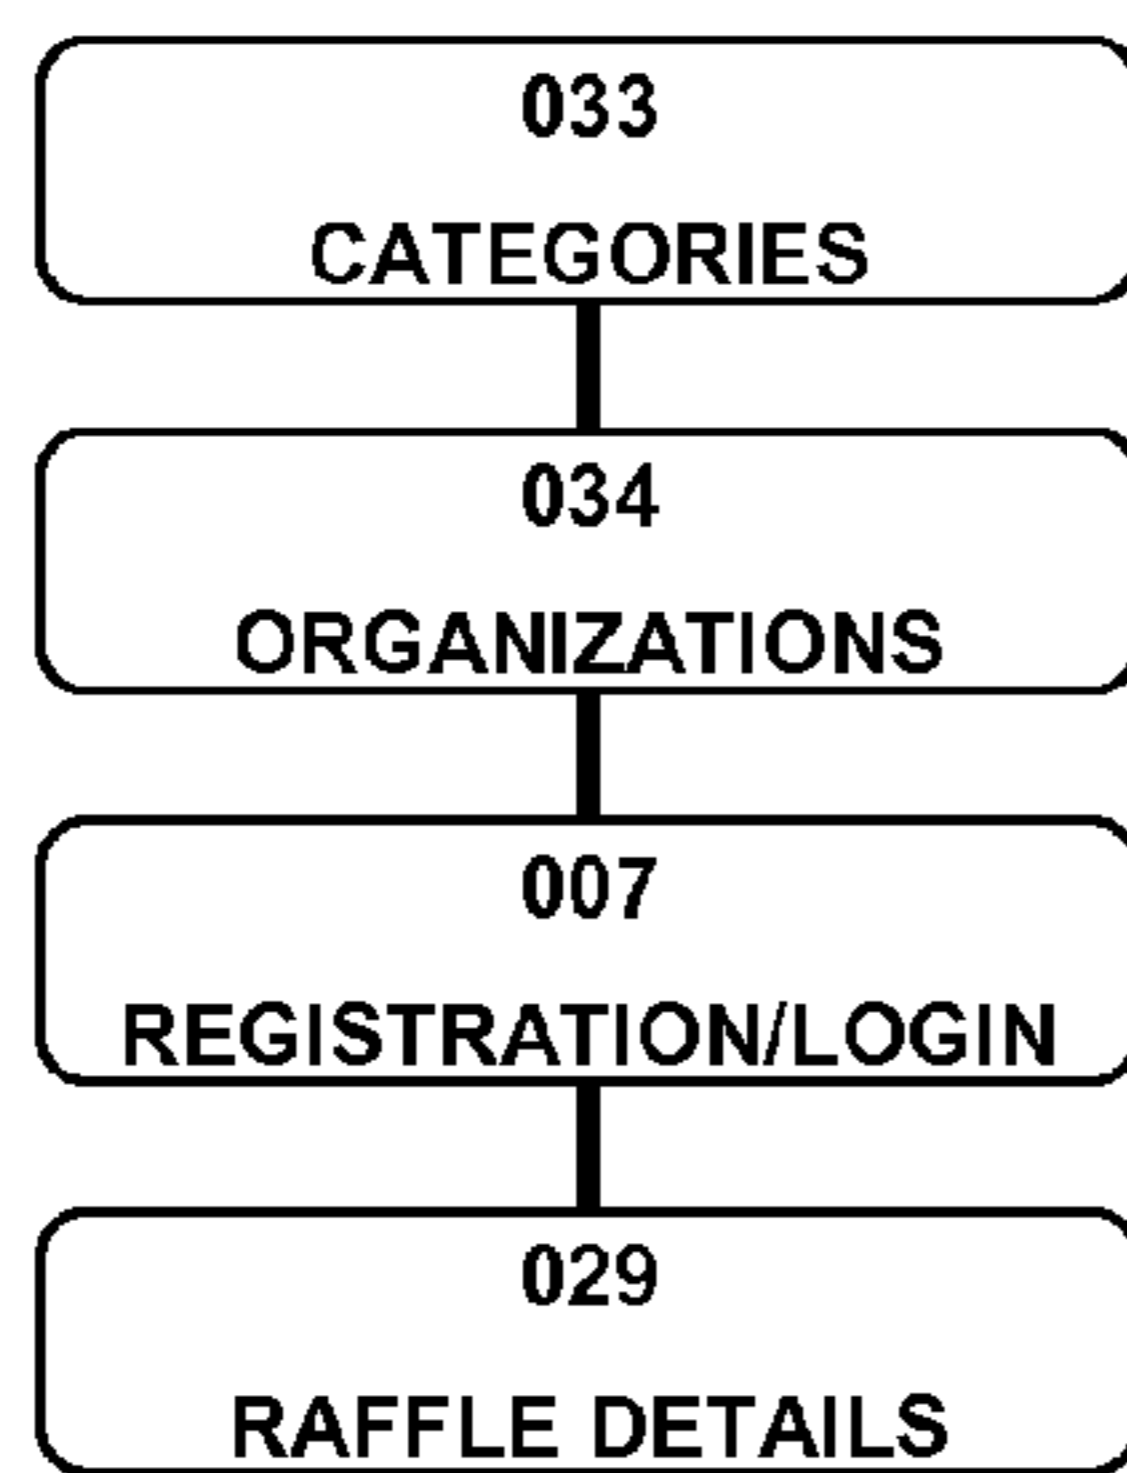 033
CATEGORIES
034
ORGANIZATIONS
007
REGISTRATION/LOGIN
029
RAFFLE DETAILS